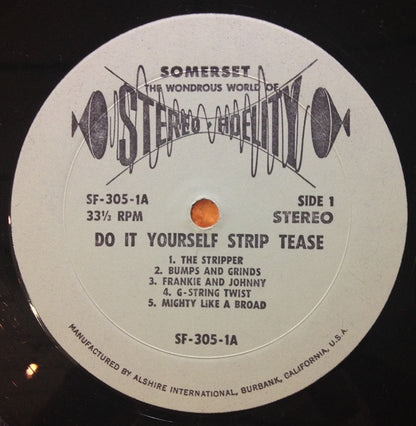 SOMERSET
THE WONDROUS WORLD OF
STEREO-FIDELITY
SF-305-1A
33⅓ RPM
SIDE 1
STEREO
DO IT YOURSELF STRIP TEASE
1. THE STRIPPER
2. BUMPS AND GRINDS
3. FRANKIE AND JOHNNY
4. G-STRING TWIST
5. MIGHTY LiKE A BROAD
SF-305-1A
MANUFACTURED BY ALSHIRE INTERNATIONAL, BURBANK, CALIFORNIA, U.S.A.